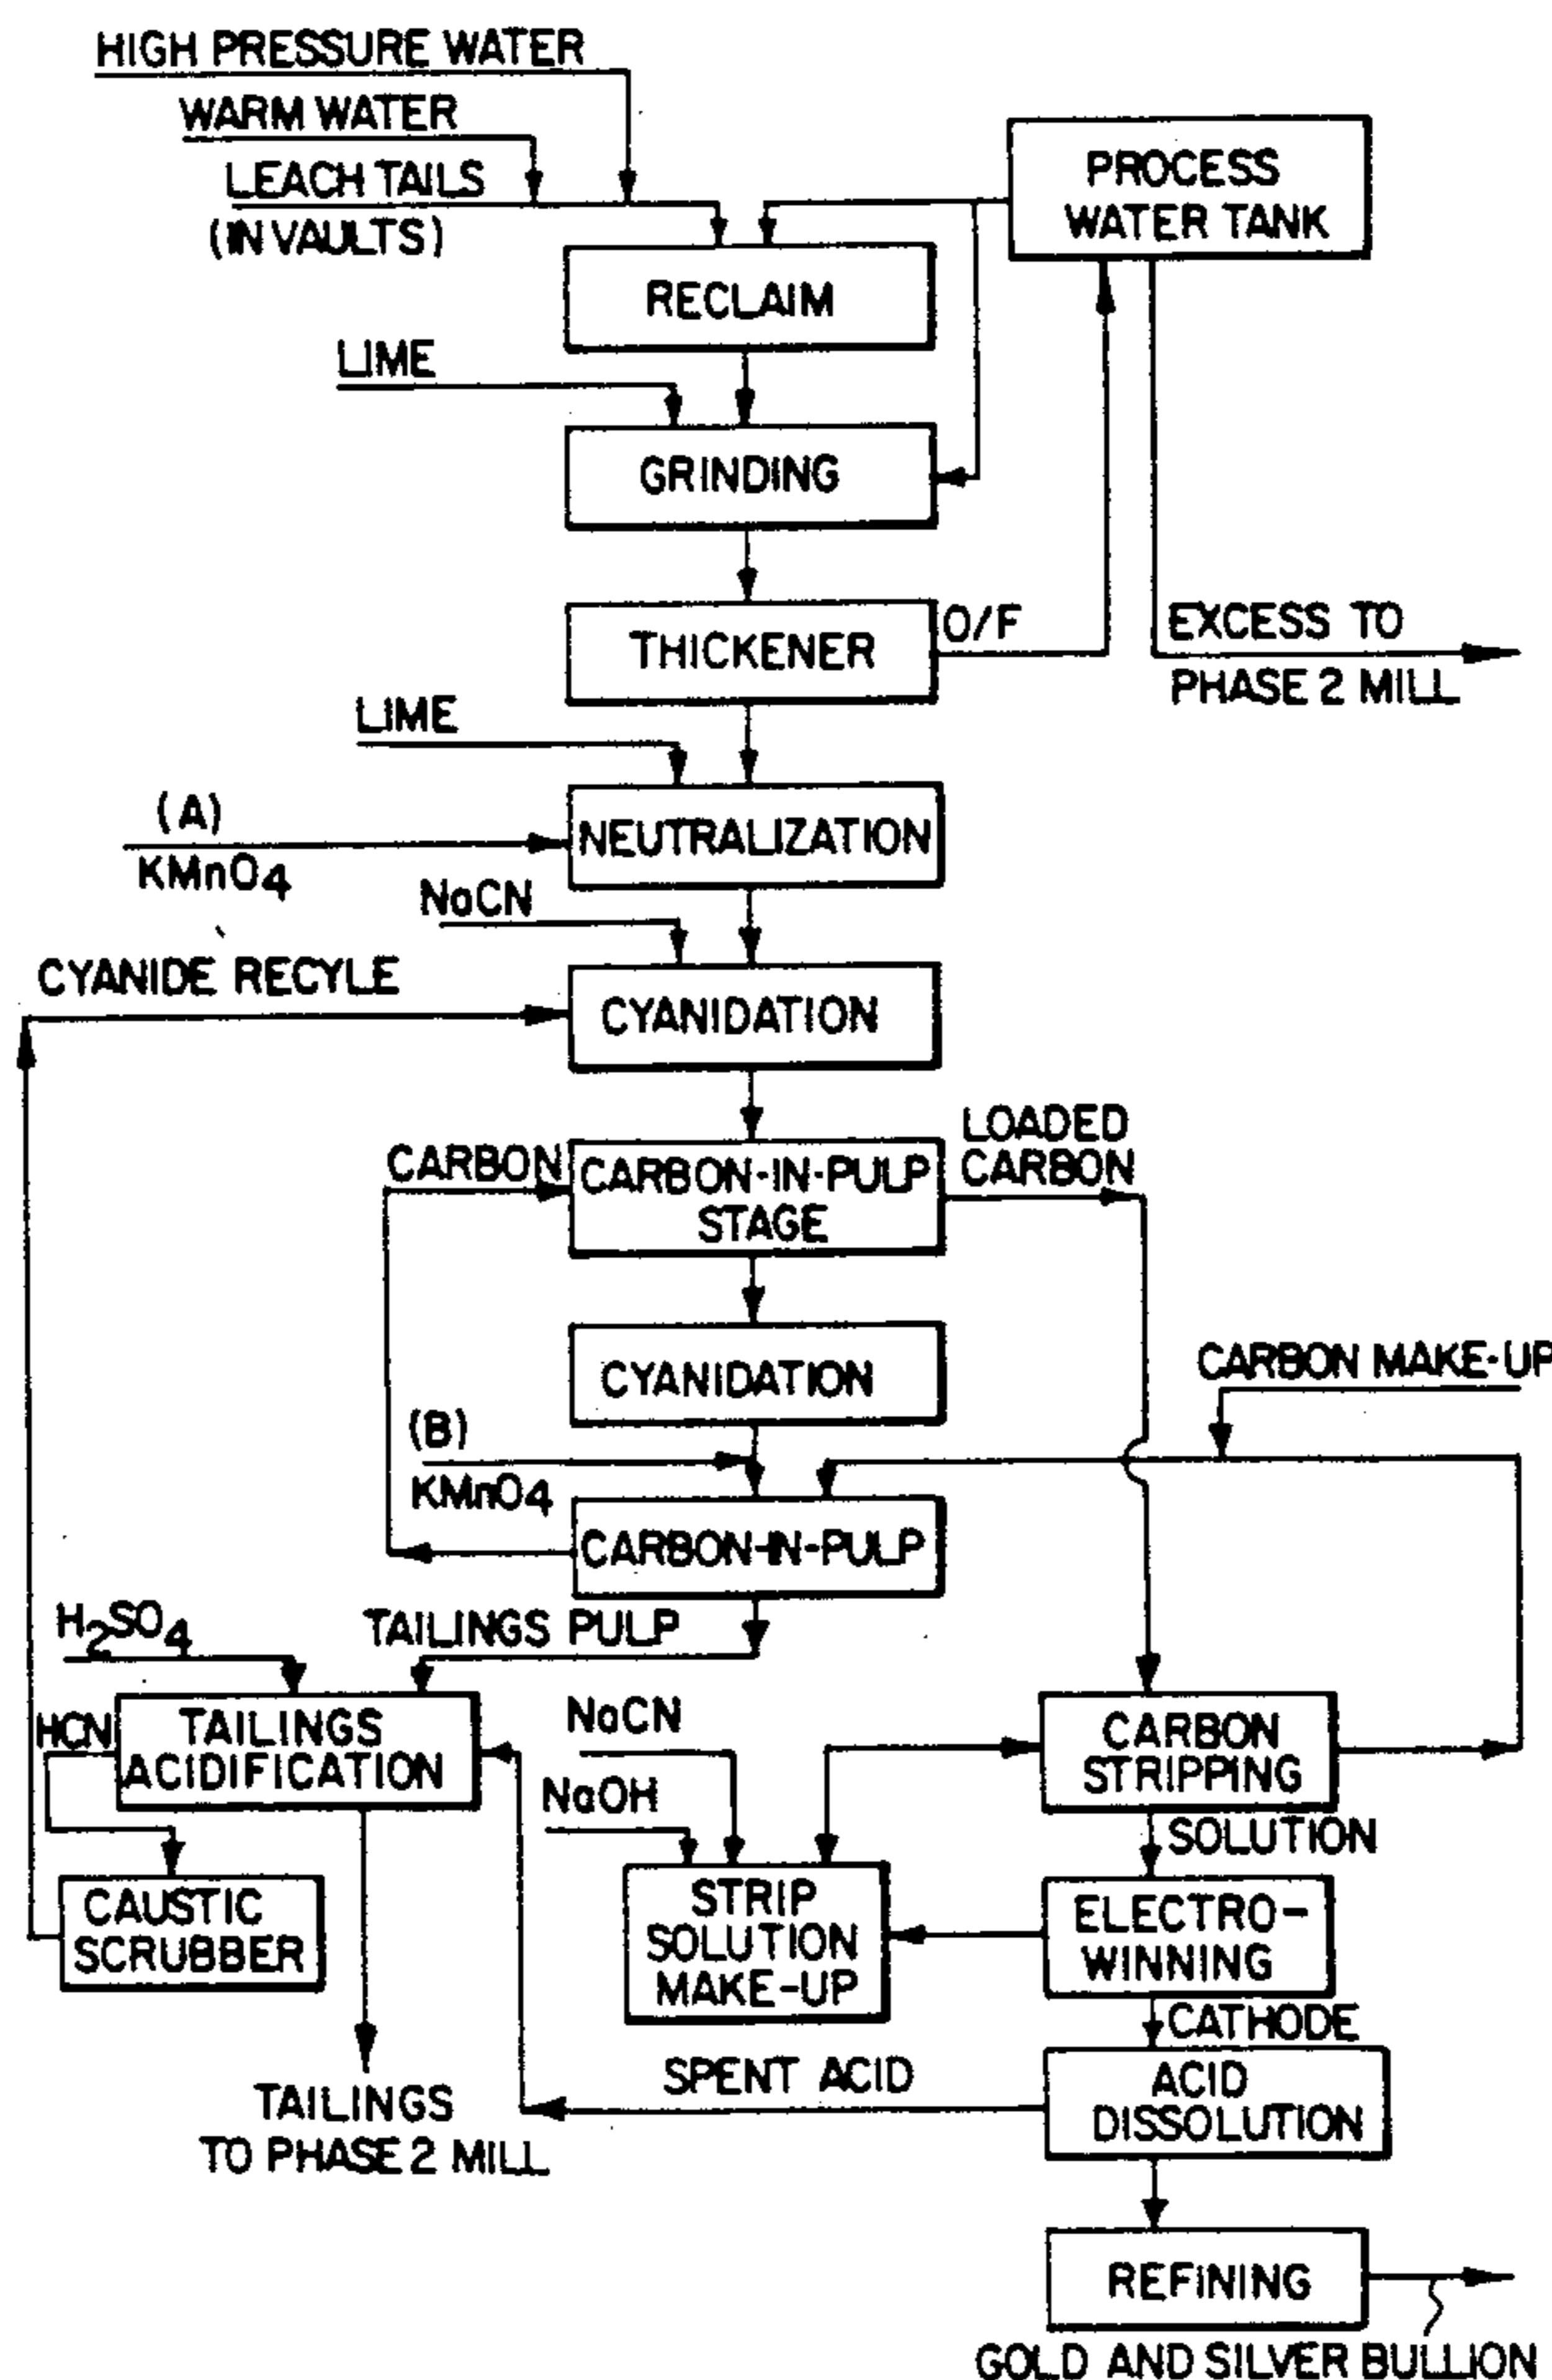 HIGH PRESSURE WATER
WARM WATER
LEACH TAILS
(IN VAULTS)
PROCESS
WATER TANK
RECLAIM
LIME
GRINDING
THICKENER
O/F
EXCESS TO
PHASE 2 MILL
LIME
(A)
KMnO4
NEUTRALIZATION
NaCN
CYANIDE RECYLE
CYANIDATION
CARBON
CARBON-IN-PULP
STAGE
LOADED
CARBON
CYANIDATION
CARBON MAKE-UP
(B)
KMnO4
CARBON-IN-PULP
H2SO4
TAILINGS PULP
HCN
TAILINGS
ACIDIFICATION
NaCN
NaOH
CARBON
STRIPPING
SOLUTION
CAUSTIC
SCRUBBER
STRIP
SOLUTION
MAKE-UP
ELECTRO-
WINNING
CATHODE
SPENT ACID
ACID
DISSOLUTION
TAILINGS
TO PHASE 2 MILL
REFINING
GOLD AND SILVER BULLION